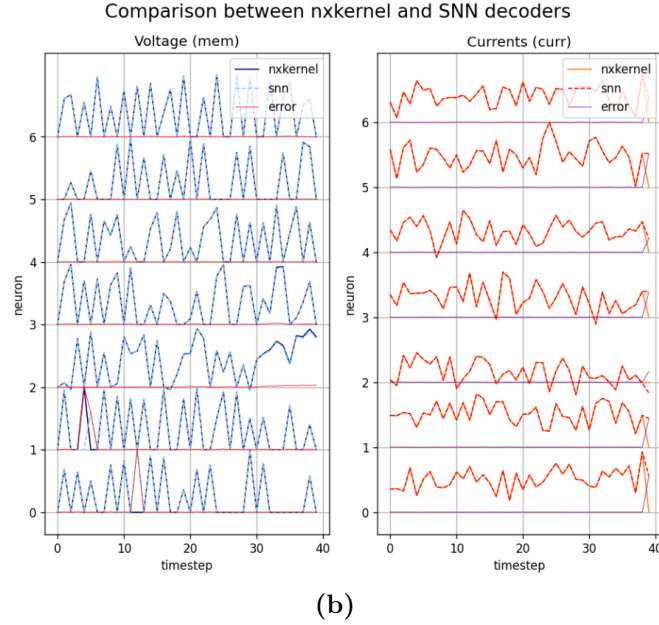 Comparison between nxkernel and SNN decoders
Voltage (mem)
nxkernel
snn
error
6
5
4
3
2
1
0
neuron
0
10
20
30
40
timestep
Currents (curr)
nxkernel
snn
error
6
5
4
3
2
1
0
neuron
0
10
20
30
40
timestep
(b)